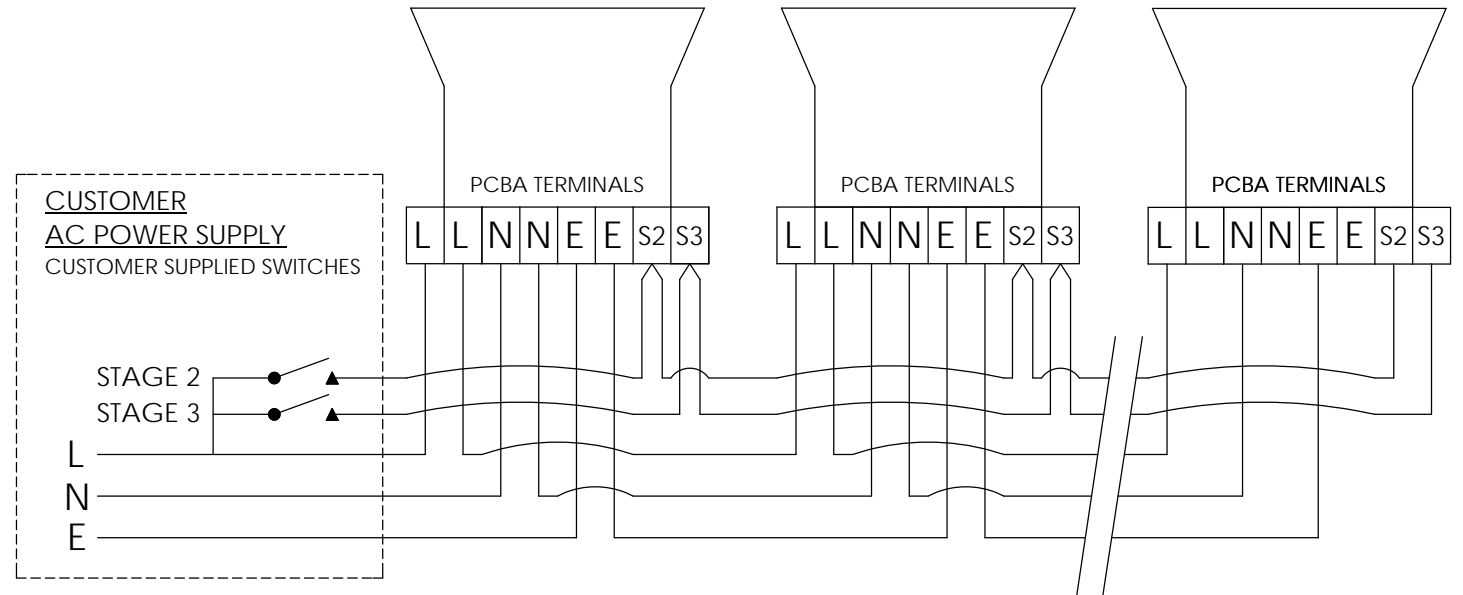 PCBA TERMINALS
PCBA TERMINALS
PCBA TERMINALS
CUSTOMER
AC POWER SUPPLY
CUSTOMER SUPPLIED SWITCHES
L L N N E E S2 S3
L L N N E E S2 S3
L L N N E E S2 S3
STAGE 2
STAGE 3
L
N
E